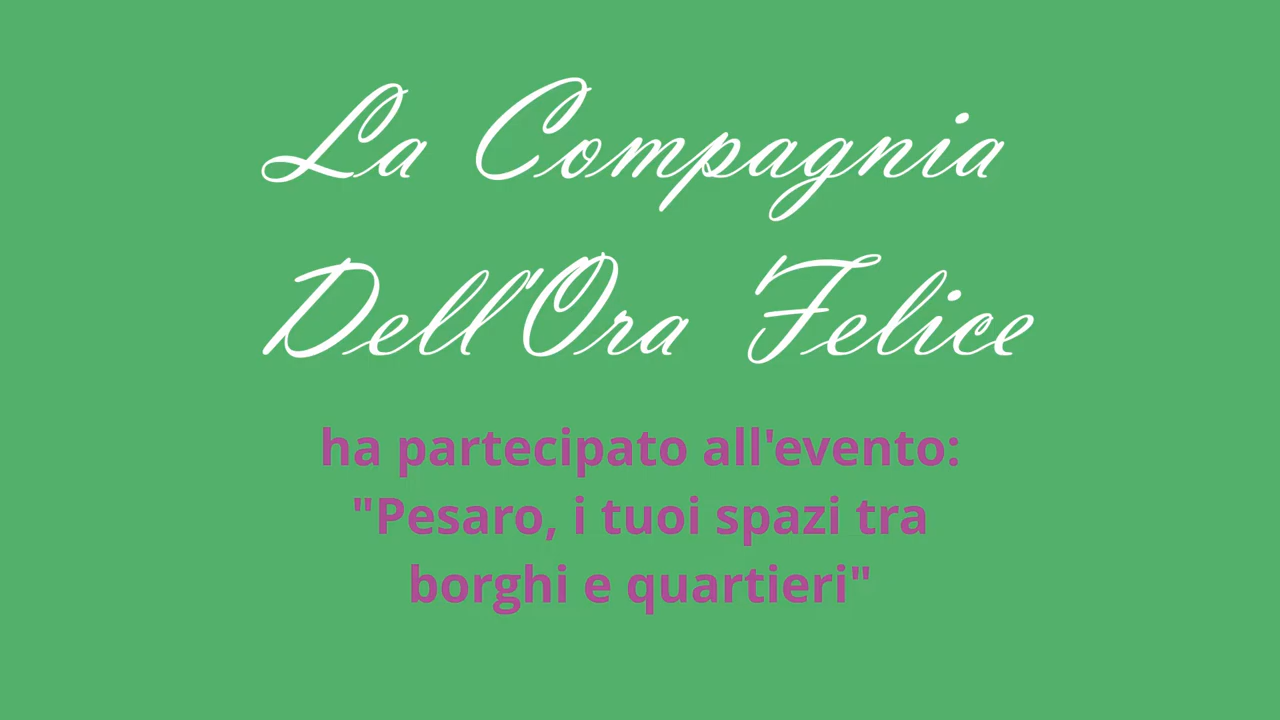 La Compagnia
Dell'Ora Felice
ha partecipato all'evento:
"Pesaro, i tuoi spazi tra
borghi e quartieri"